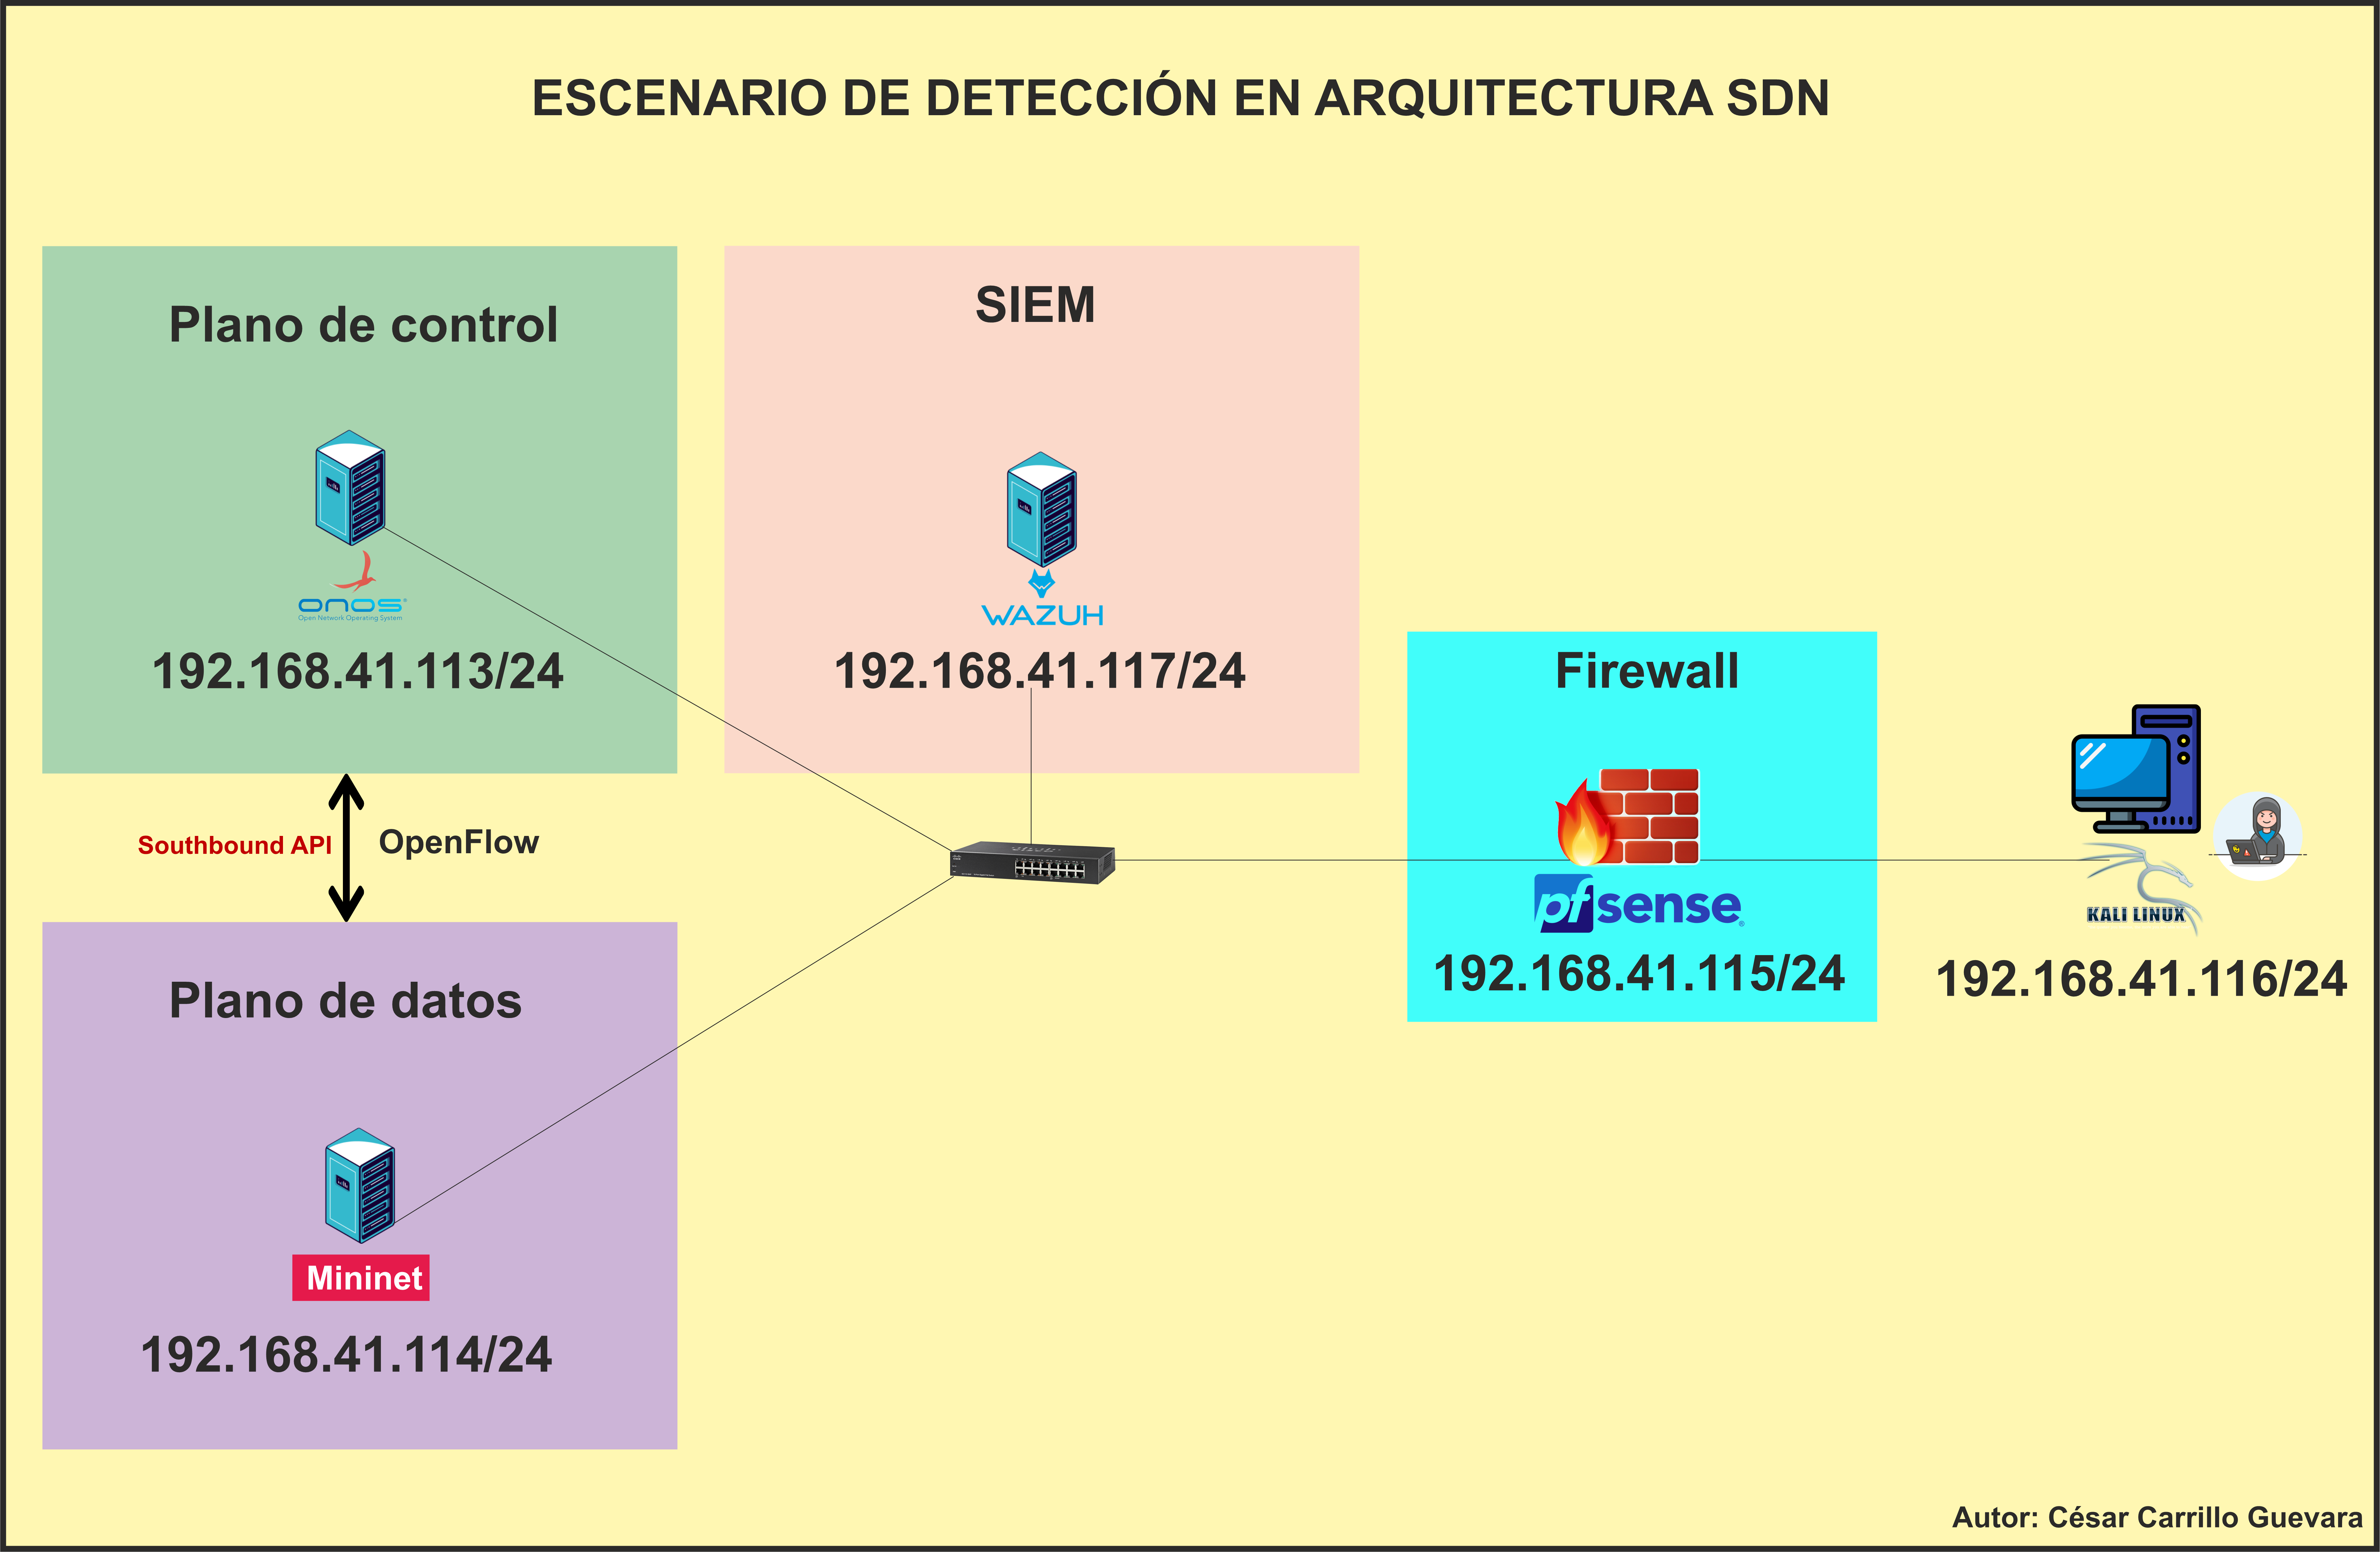 ESCENARIO DE DETECCIÓN EN ARQUITECTURA SDN
Plano de control
onos®
Open Network Operating System
192.168.41.113/24
SIEM
WAZUH
192.168.41.117/24
Southbound API
OpenFlow
Plano de datos
Mininet
192.168.41.114/24
Firewall
pfsense®
192.168.41.115/24
KALI LINUX
192.168.41.116/24
Autor: César Carrillo Guevara